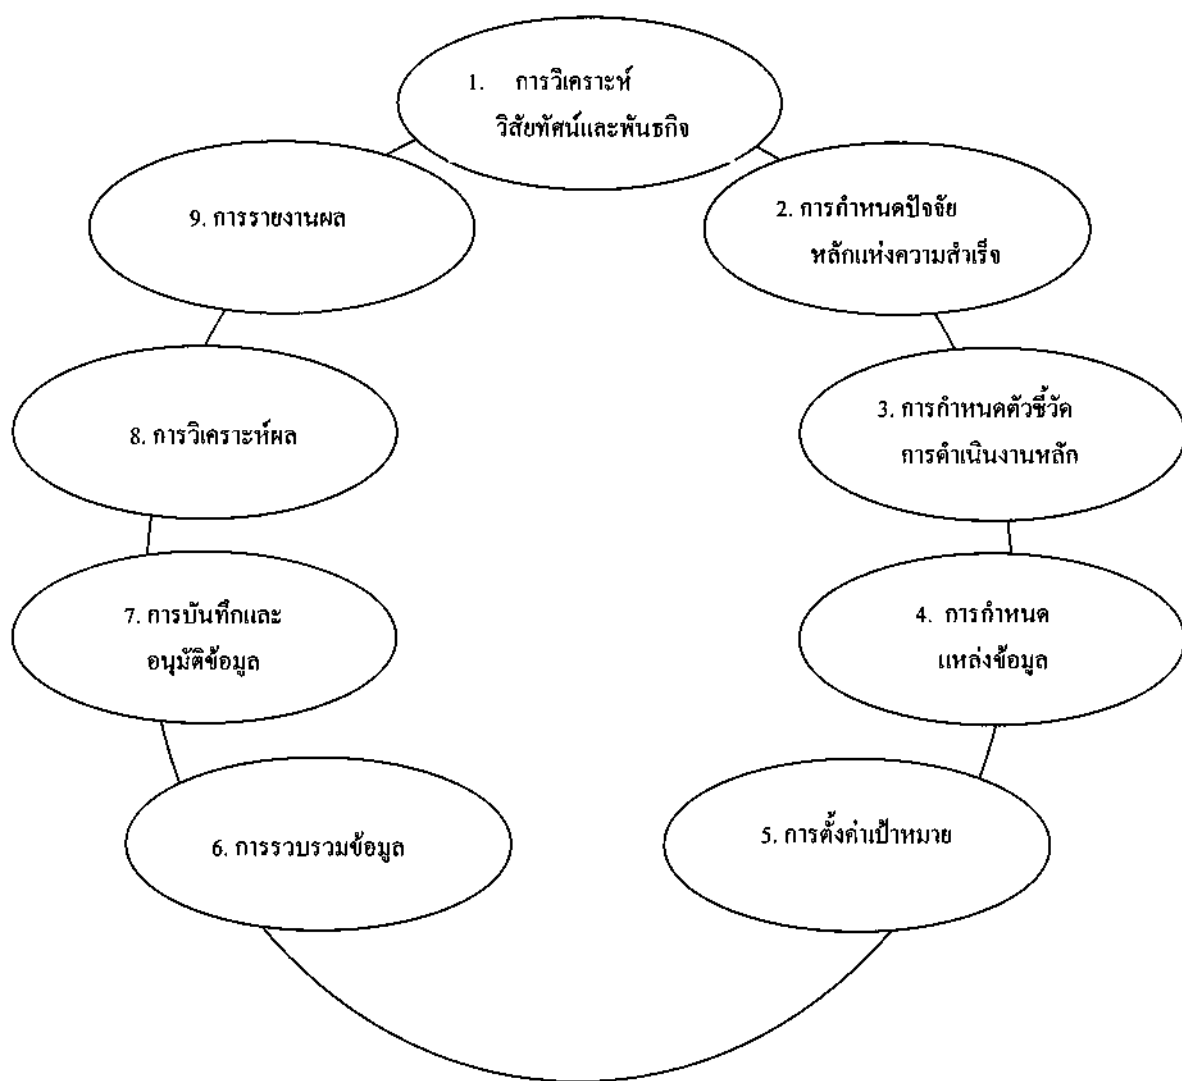 1. การวิเคราะห์
วิสัยทัศน์และพันธกิจ
2. การกำหนดปัจจัย
หลักแห่งความสำเร็จ
3. การกำหนดตัวชี้วัด
การดำเนินงานหลัก
4. การกำหนด
แหล่งข้อมูล
5. การตั้งค่าเป้าหมาย
6. การรวบรวมข้อมูล
7. การบันทึกและ
อนุมัติข้อมูล
8. การวิเคราะห์ผล
9. การรายงานผล